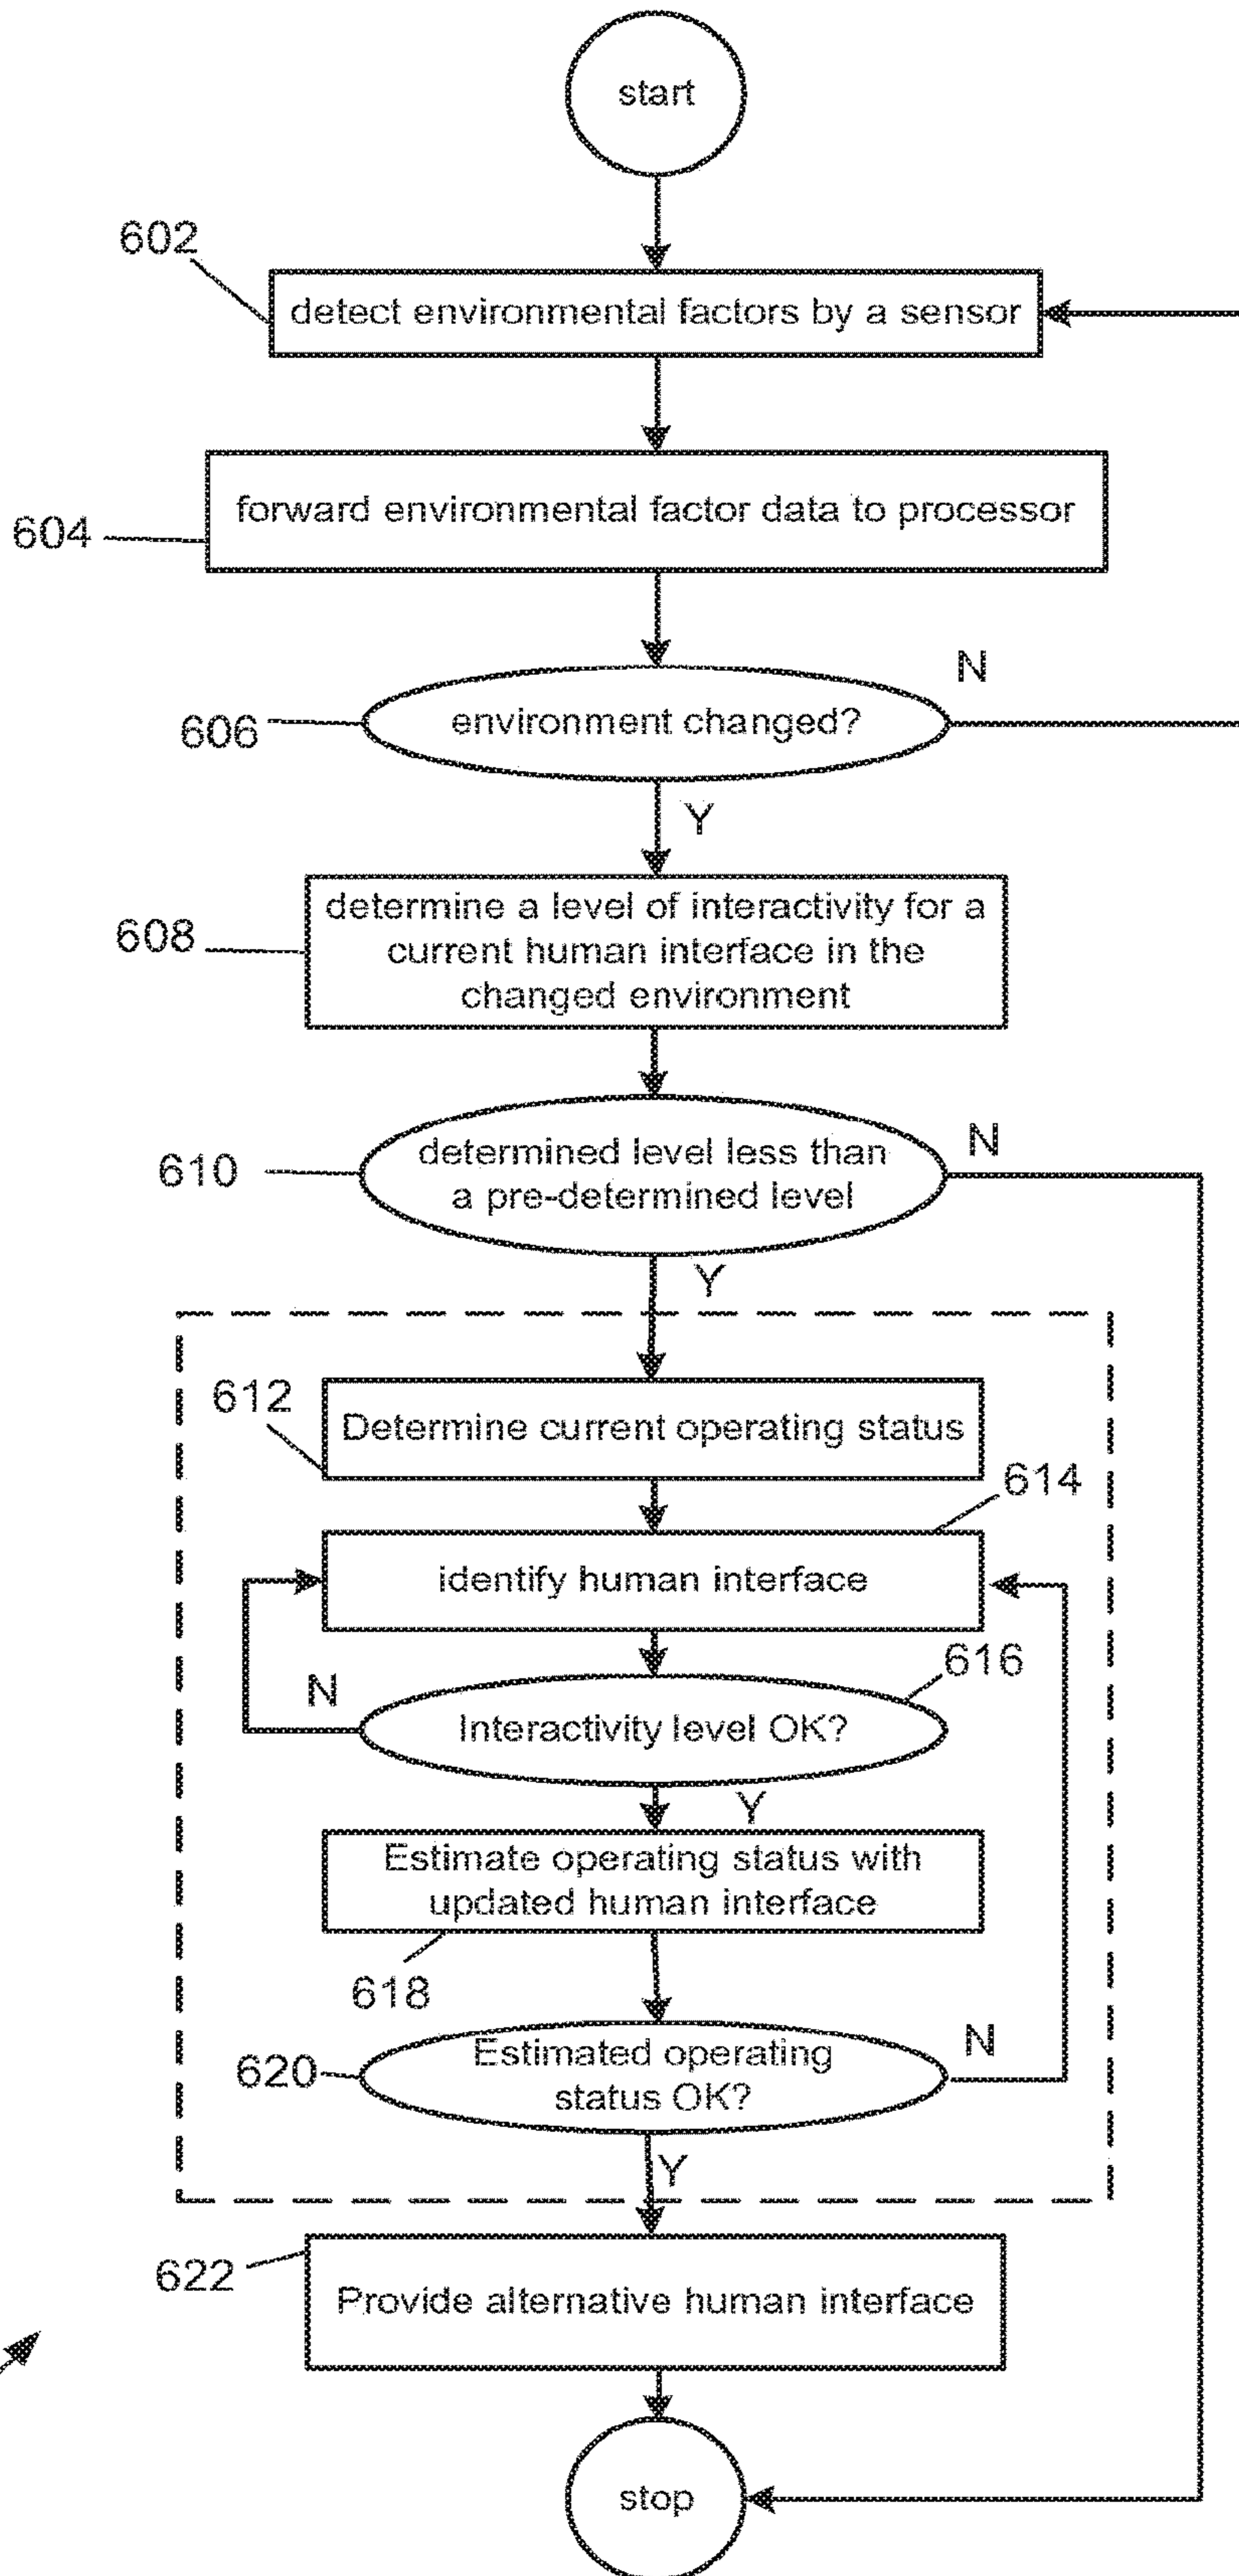 start
602
detect environmental factors by a sensor
604
forward environmental factor data to processor
N
606
environment changed?
Y
608
determine a level of interactivity for a
current human interface in the
changed environment
N
610
determined level less than
a pre-determined level
Y
612
Determine current operating status
614
identify human interface
616
N
Interactivity level OK?
Y
Estimate operating status with
updated human interface
618
N
620
Estimated operating
status OK?
Y
622
Provide alternative human interface
stop